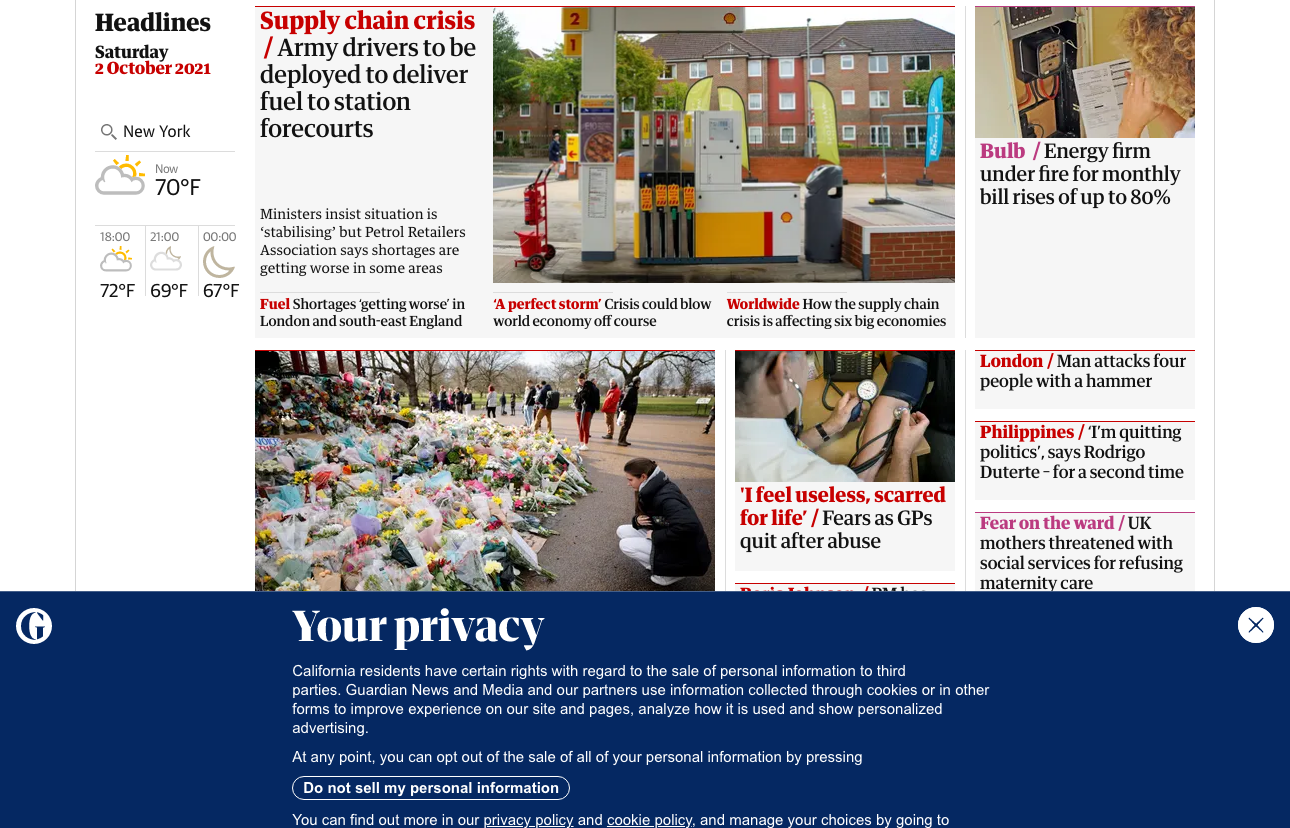 Headlines
Saturday
2 October 2021
New York
Now
70°F
18:00
21:00
00:00
72°F
69°F
67°F
Supply chain crisis
/ Army drivers to be
deployed to deliver
fuel to station
forecourts
Ministers insist situation is
‘stabilising’ but Petrol Retailers
Association says shortages are
getting worse in some areas
2
1
Fuel Shortages ‘getting worse’ in
London and south-east England
‘A perfect storm’ Crisis could blow
world economy off course
Worldwide How the supply chain
crisis is affecting six big economies
Bulb / Energy firm
under fire for monthly
bill rises of up to 80%
'I feel useless, scarred
for life’ / Fears as GPs
quit after abuse
London / Man attacks four
people with a hammer
Philippines / ‘I’m quitting
politics’, says Rodrigo
Duterte – for a second time
Fear on the ward / UK
mothers threatened with
social services for refusing
maternity care
Your privacy
California residents have certain rights with regard to the sale of personal information to third
parties. Guardian News and Media and our partners use information collected through cookies or in other
forms to improve experience on our site and pages, analyze how it is used and show personalized
advertising.
At any point, you can opt out of the sale of all of your personal information by pressing
Do not sell my personal information
You can find out more in our privacy policy and cookie policy, and manage your choices by going to